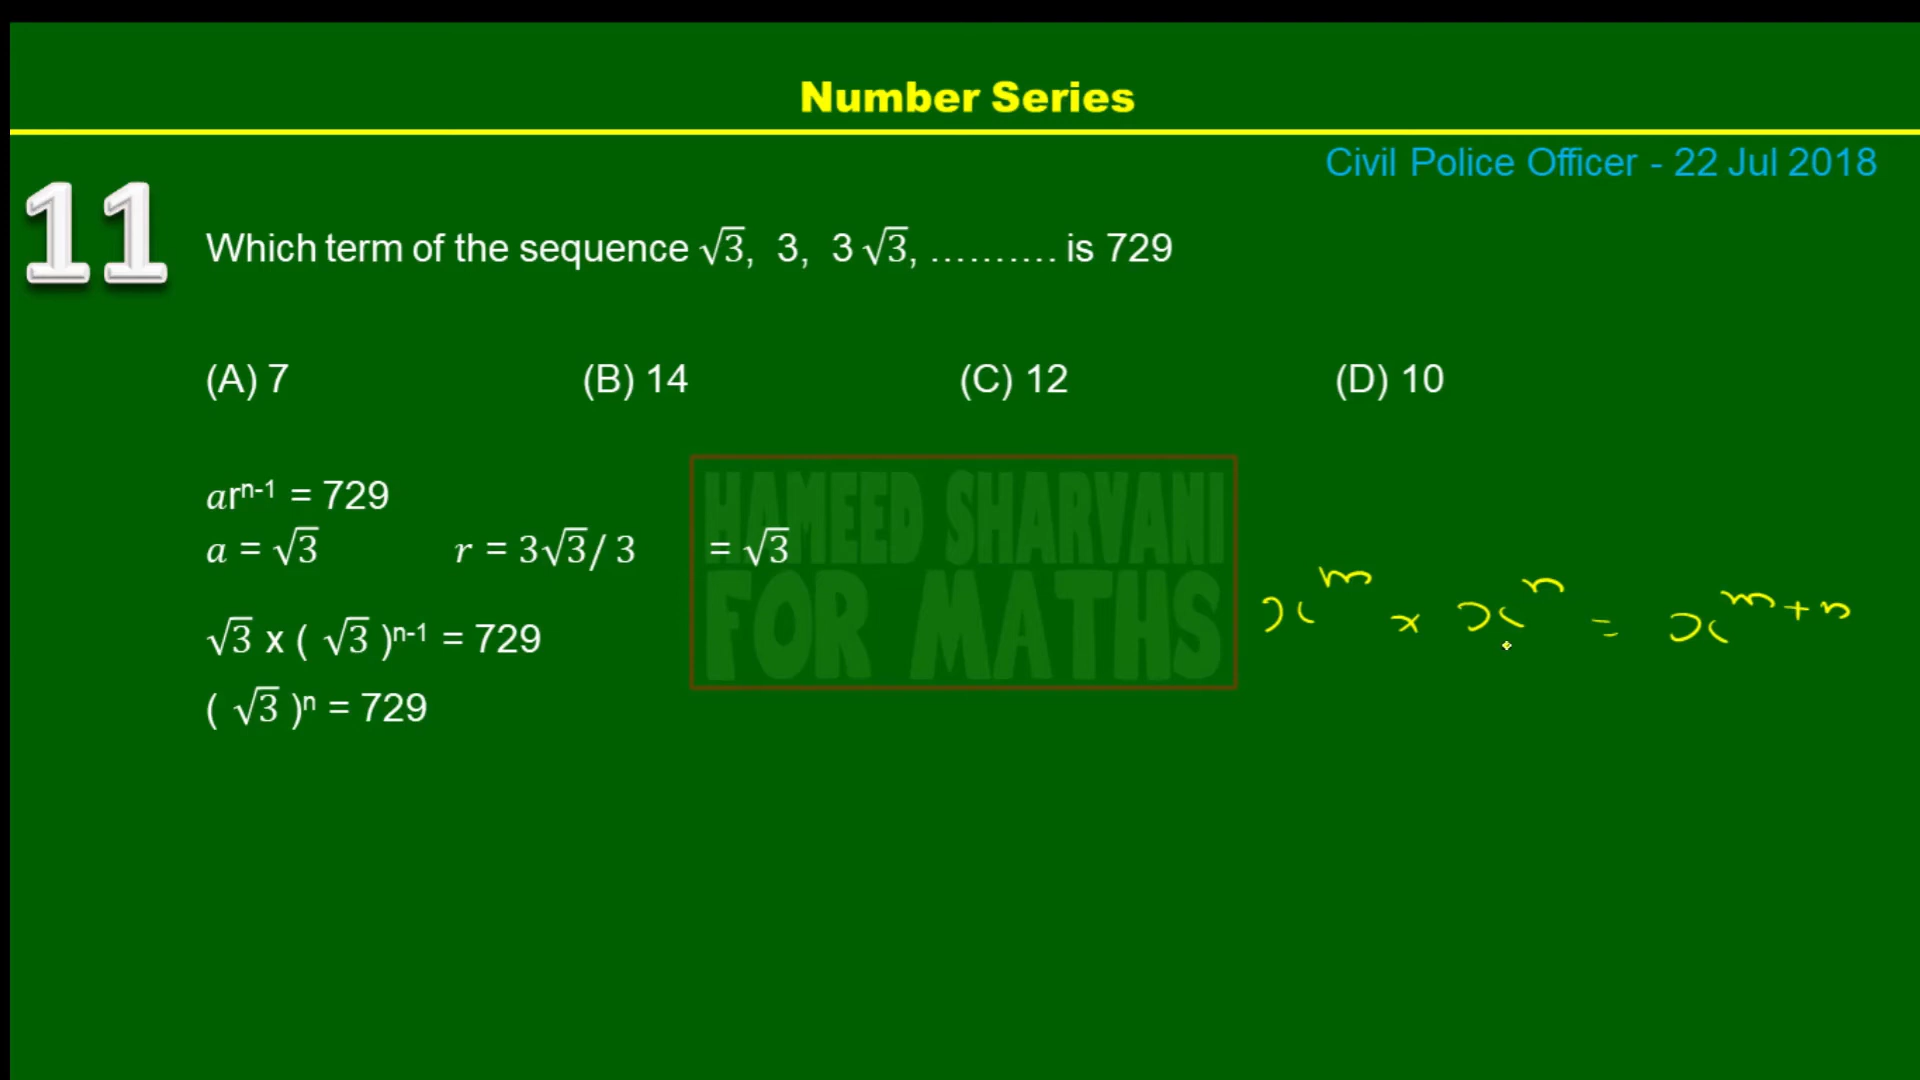 Number Series
Civil Police Officer - 22 Jul 2018
11
Which term of the sequence √3, 3, 3 √3, .......... is 729
(A) 7 (B) 14 (C) 12 (D) 10
arⁿ⁻¹ = 729
a = √3 r = 3√3/ 3 = √3
√3 x ( √3 )ⁿ⁻¹ = 729
( √3 )ⁿ = 729
xᵐ × xⁿ = xᵐ⁺ⁿ
HAMEED SHARVANI
FOR MATHS